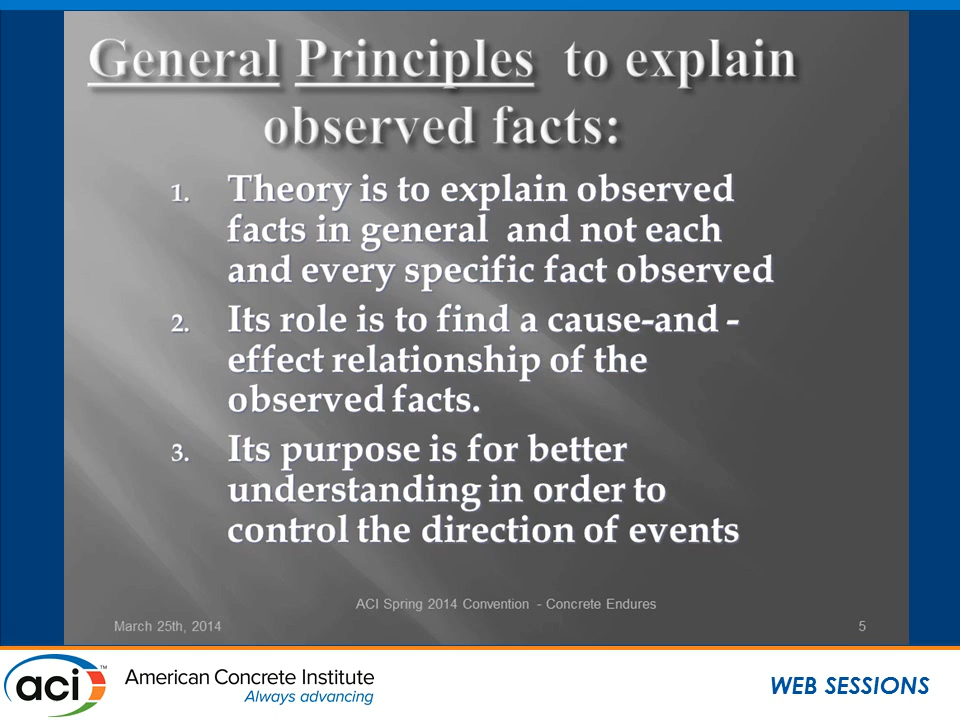 General Principles to explain
observed facts:
1. Theory is to explain observed
facts in general and not each
and every specific fact observed
2. Its role is to find a cause-and -
effect relationship of the
observed facts.
3. Its purpose is for better
understanding in order to
control the direction of events
ACI Spring 2014 Convention - Concrete Endures
March 25th, 2014
5
aci™
American Concrete Institute
Always advancing
WEB SESSIONS